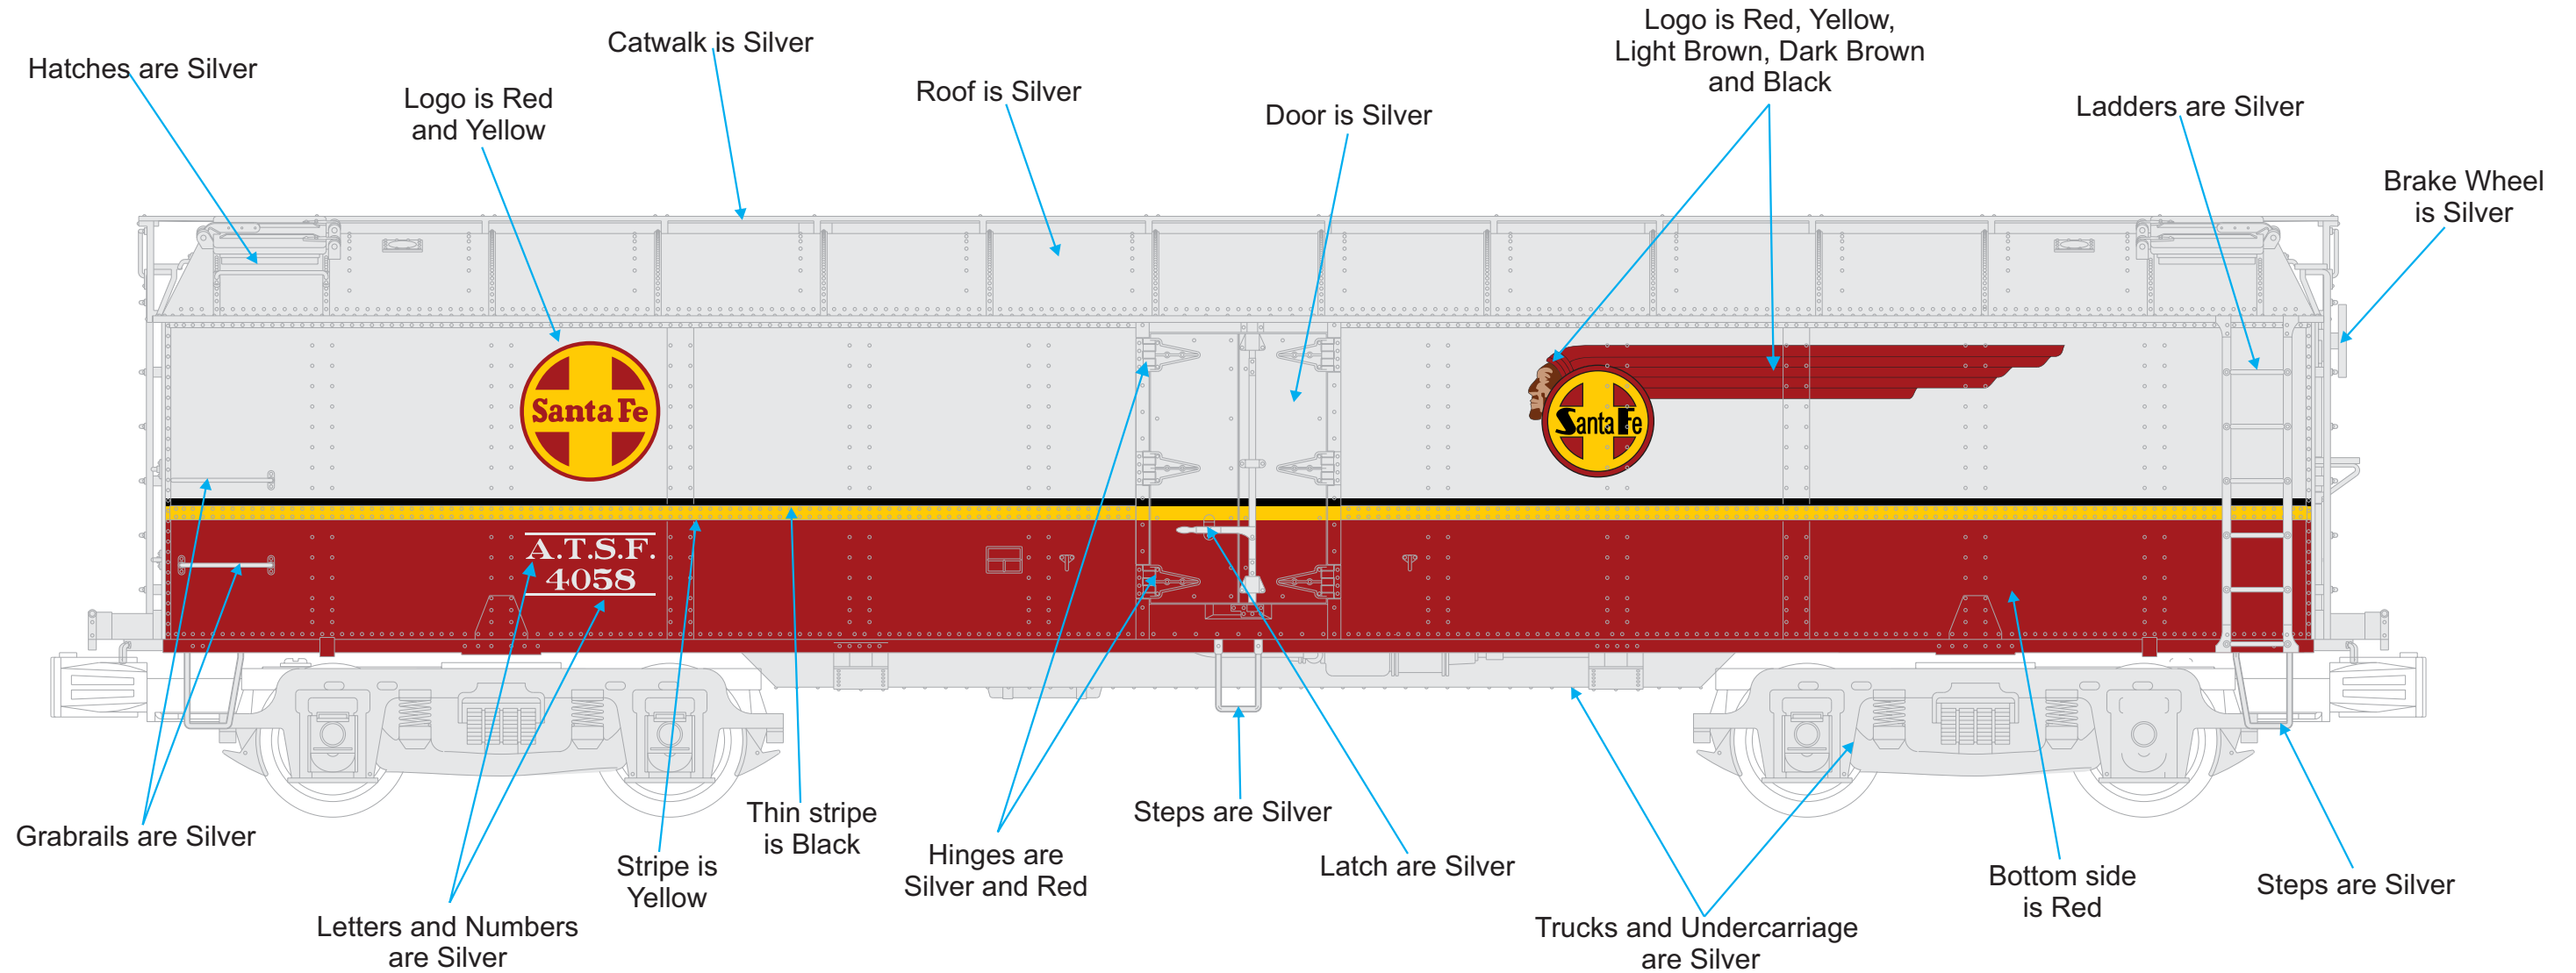 Logo is Red, Yellow,
Light Brown, Dark Brown
and Black
Catwalk is Silver
Hatches are Silver
Logo is Red
and Yellow
Roof is Silver
Door is Silver
Ladders are Silver
Brake Wheel
is Silver
Santa Fe
Santa Fe
A.T.S.F.
4058
Grabrails are Silver
Thin stripe
is Black
Steps are Silver
Stripe is
Yellow
Hinges are
Silver and Red
Latch are Silver
Bottom side
is Red
Steps are Silver
Letters and Numbers
are Silver
Trucks and Undercarriage
are Silver